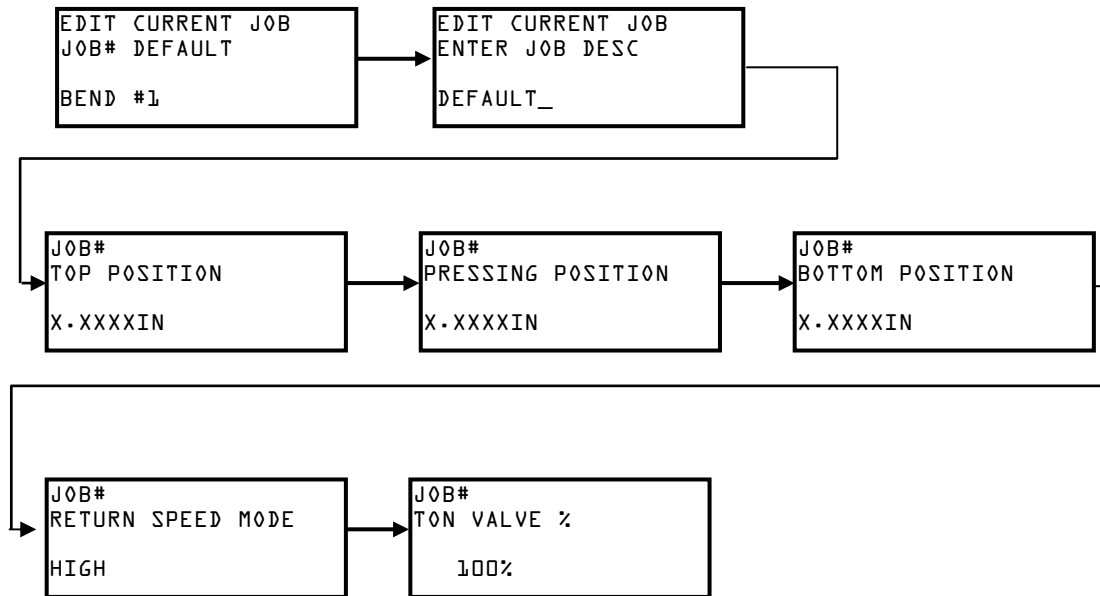 EDIT CURRENT JOB
JOB# DEFAULT
BEND #1
EDIT CURRENT JOB
ENTER JOB DESC
DEFAULT_
JOB#
TOP POSITION
X.XXXXIN
JOB#
PRESSING POSITION
X.XXXXIN
JOB#
BOTTOM POSITION
X.XXXXIN
JOB#
RETURN SPEED MODE
HIGH
JOB#
TON VALVE %
100%